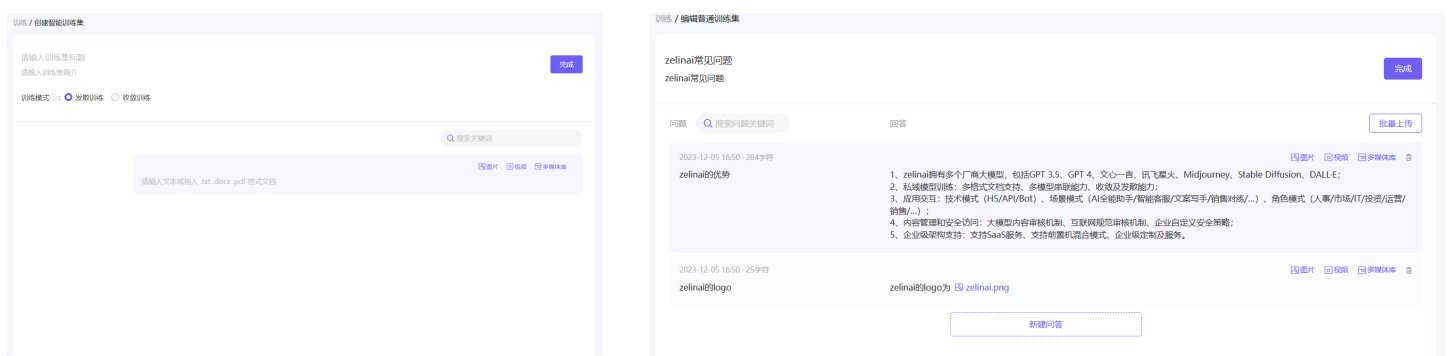 训练 / 创建智能训练集
请输入训练集标题
请输入训练集简介
完成
训练模式 : 发散训练 收敛训练
搜索关键词
图片 视频 多媒体库
请输入文本或拖入 .txt .docx .pdf 格式文档
训练 / 编辑普通训练集
zelinai常见问题
zelinai常见问题
完成
问题 搜索问题关键词 回答 批量上传
2023-12-05 16:50 · 284字符 图片 视频 多媒体库
zelinai的优势
1、zelinai拥有多个厂商大模型，包括GPT 3.5、GPT 4、文心一言、讯飞星火、Midjourney、Stable Diffusion、DALL·E;
2、私域模型训练：多格式文档支持、多模型串联能力、收敛及发散能力;
3、应用交互：技术模式（H5/API/Bot）、场景模式（AI全能助手/智能客服/文案写手/销售对练/...）、角色模式（人事/市场/IT/投资/运营/
销售/...）;
4、内容管理和安全访问：大模型内容审核机制、互联网规范审核机制、企业自定义安全策略;
5、企业级架构支持：支持SaaS服务、支持前置机混合模式、企业级定制及服务。
2023-12-05 16:50 · 25字符 图片 视频 多媒体库
zelinai的logo zelinai的logo为 zelinai.png
新建问答